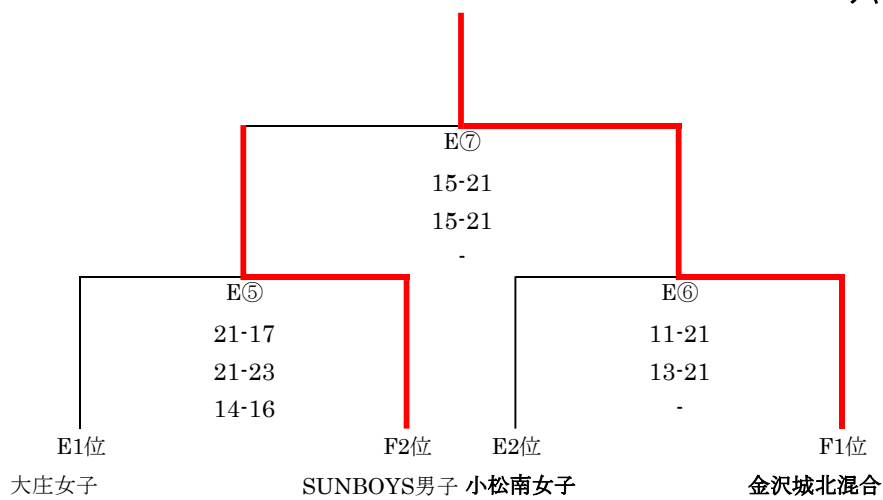 E⑦
15-21
15-21
-
E⑤
E⑥
21-17
11-21
21-23
13-21
14-16
-
E1位
F2位
E2位
F1位
大庄女子
SUNBOYS男子
小松南女子
金沢城北混合